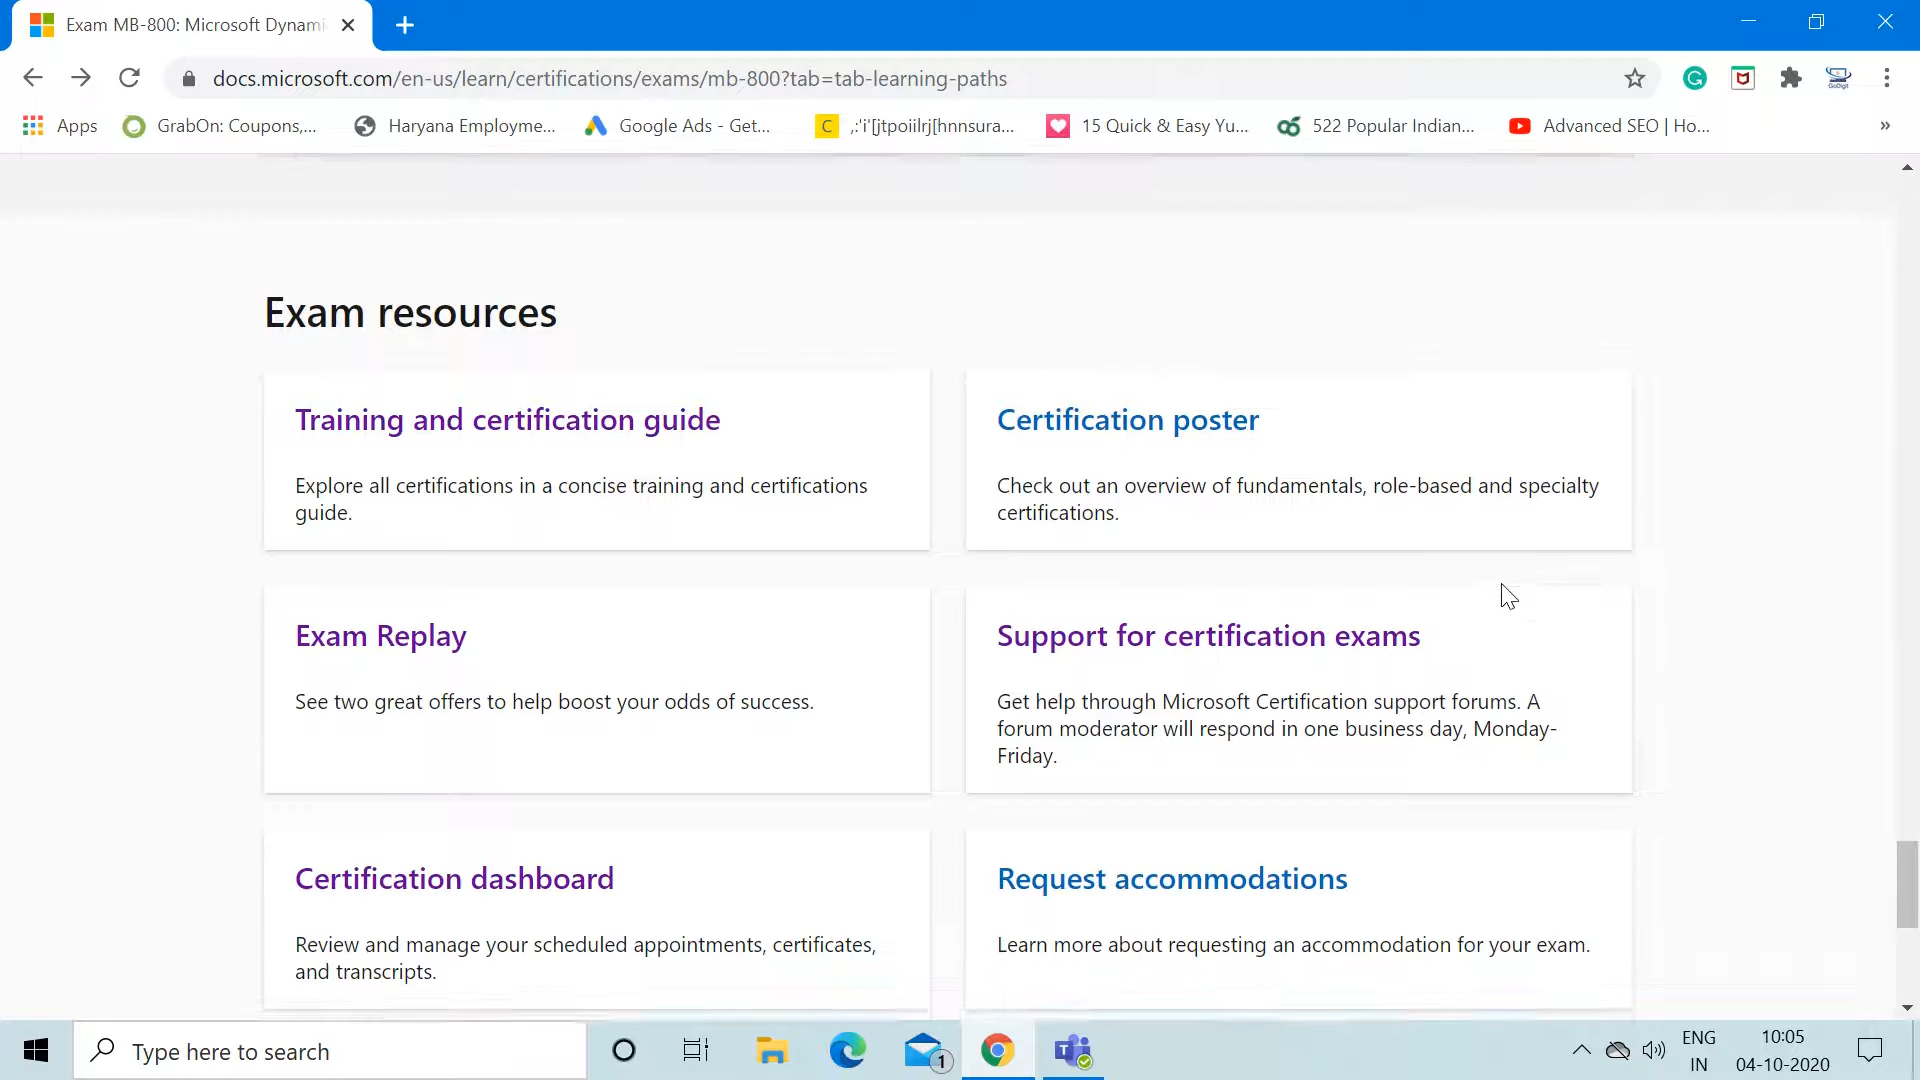 Exam MB-800: Microsoft Dynami
docs.microsoft.com/en-us/learn/certifications/exams/mb-800?tab=tab-learning-paths
Apps GrabOn: Coupons,... Haryana Employme... Google Ads - Get... C ,:'i'[jtpoiilrj[hnnsura... 15 Quick & Easy Yu... 522 Popular Indian... Advanced SEO | Ho... »
Exam resources
Training and certification guide
Explore all certifications in a concise training and certifications
guide.
Certification poster
Check out an overview of fundamentals, role-based and specialty
certifications.
Exam Replay
See two great offers to help boost your odds of success.
Support for certification exams
Get help through Microsoft Certification support forums. A
forum moderator will respond in one business day, Monday-
Friday.
Certification dashboard
Review and manage your scheduled appointments, certificates,
and transcripts.
Request accommodations
Learn more about requesting an accommodation for your exam.
Type here to search
1
ENG
IN
10:05
04-10-2020